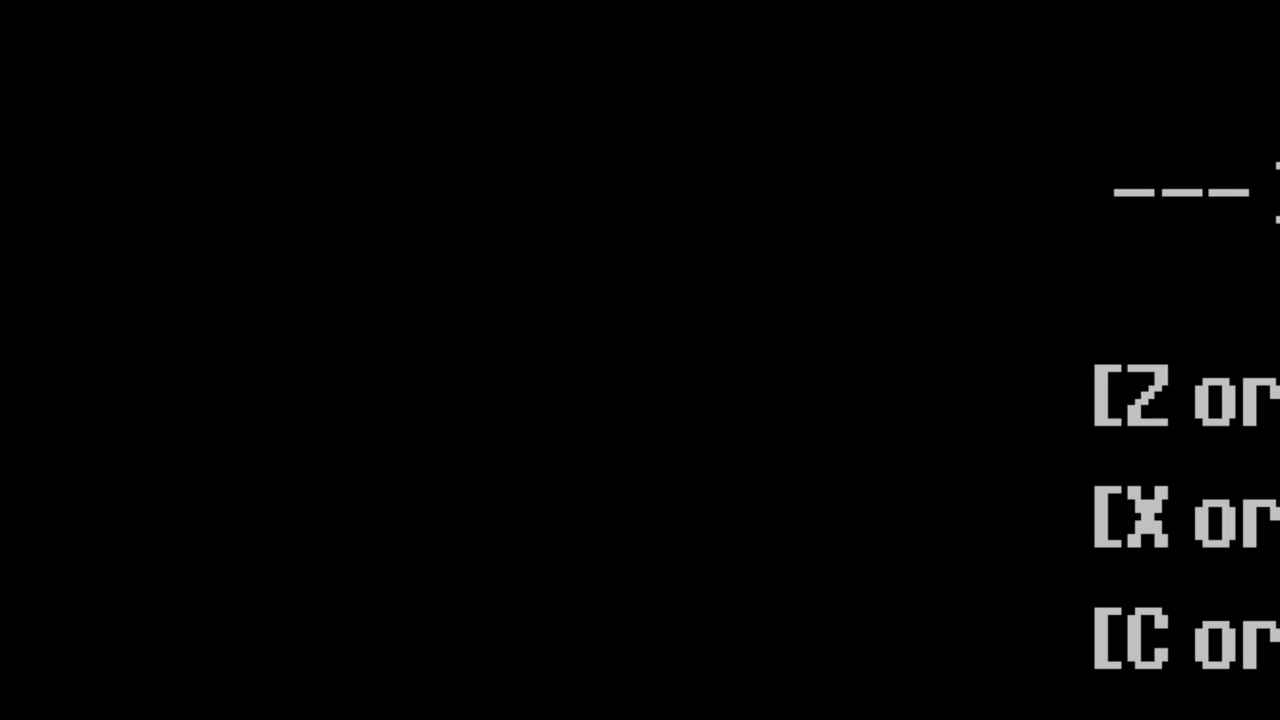 ---
[Z or
[X or
[C or